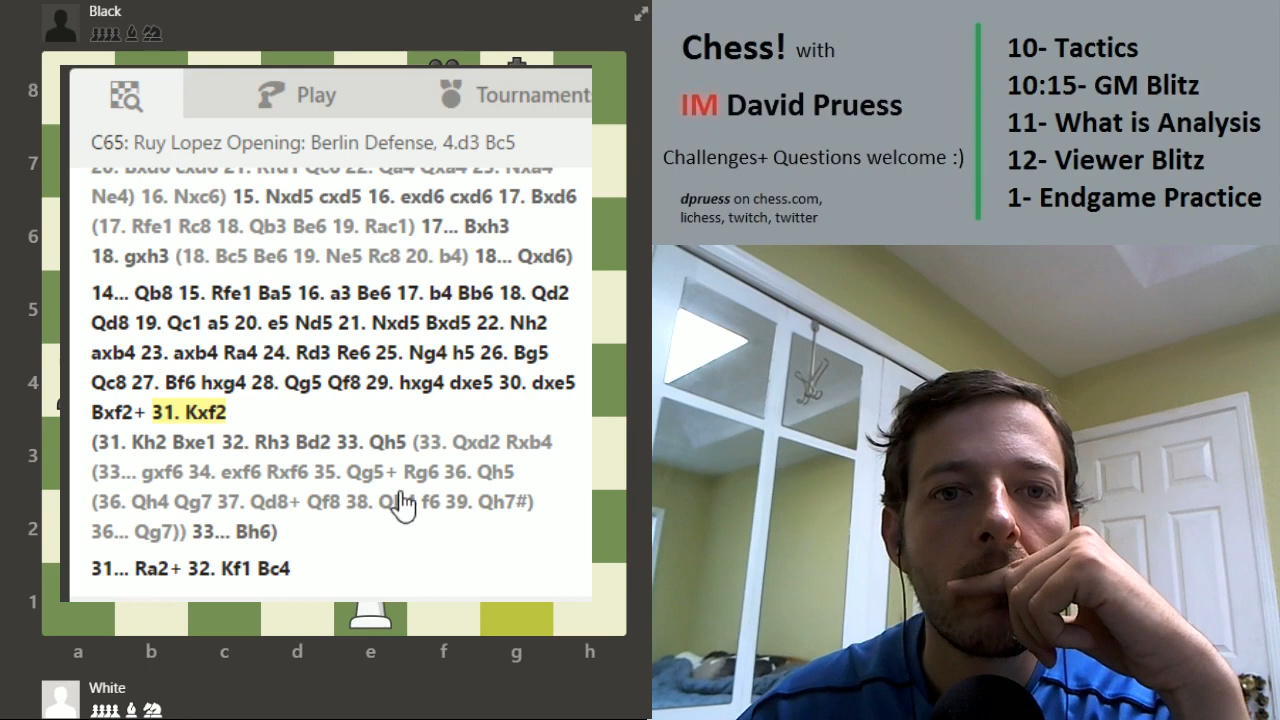 Black
Play
Tournament
C65: Ruy Lopez Opening: Berlin Defense, 4.d3 Bc5
Ne4) 16. Nxc6) 15. Nxd5 cxd5 16. exd6 cxd6 17. Bxd6
(17. Rfe1 Rc8 18. Qb3 Be6 19. Rac1) 17... Bxh3
18. gxh3 (18. Bc5 Be6 19. Ne5 Rc8 20. b4) 18... Qxd6)
14... Qb8 15. Rfe1 Ba5 16. a3 Be6 17. b4 Bb6 18. Qd2
Qd8 19. Qc1 a5 20. e5 Nd5 21. Nxd5 Bxd5 22. Nh2
axb4 23. axb4 Ra4 24. Rd3 Re6 25. Ng4 h5 26. Bg5
Qc8 27. Bf6 hxg4 28. Qg5 Qf8 29. hxg4 dxe5 30. dxe5
Bxf2+ 31. Kxf2
(31. Kh2 Bxe1 32. Rh3 Bd2 33. Qh5 (33. Qxd2 Rxb4
(33... gxf6 34. exf6 Rxf6 35. Qg5+ Rg6 36. Qh5
(36. Qh4 Qg7 37. Qd8+ Qf8 38. f6 39. Qh7#)
36... Qg7)) 33... Bh6)
31... Ra2+ 32. Kf1 Bc4
8
7
6
5
4
3
2
1
a b c d e f g h
White
Chess! with
IM David Pruess
Challenges+ Questions welcome :)
dpruess on chess.com,
lichess, twitch, twitter
10- Tactics
10:15- GM Blitz
11- What is Analysis
12- Viewer Blitz
1- Endgame Practice